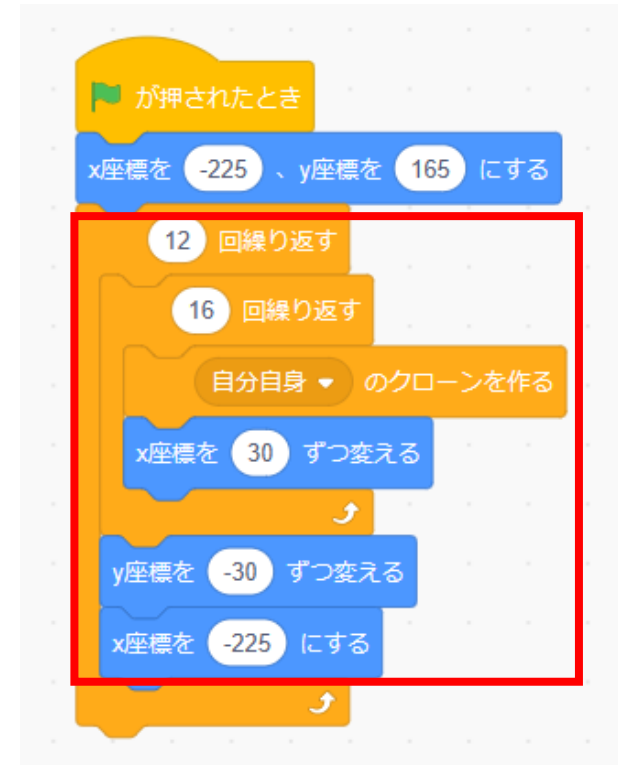 が押されたとき
x座標を -225 、y座標を 165 にする
12 回繰り返す
16 回繰り返す
自分自身 のクローンを作る
x座標を 30 ずつ変える
y座標を -30 ずつ変える
x座標を -225 にする